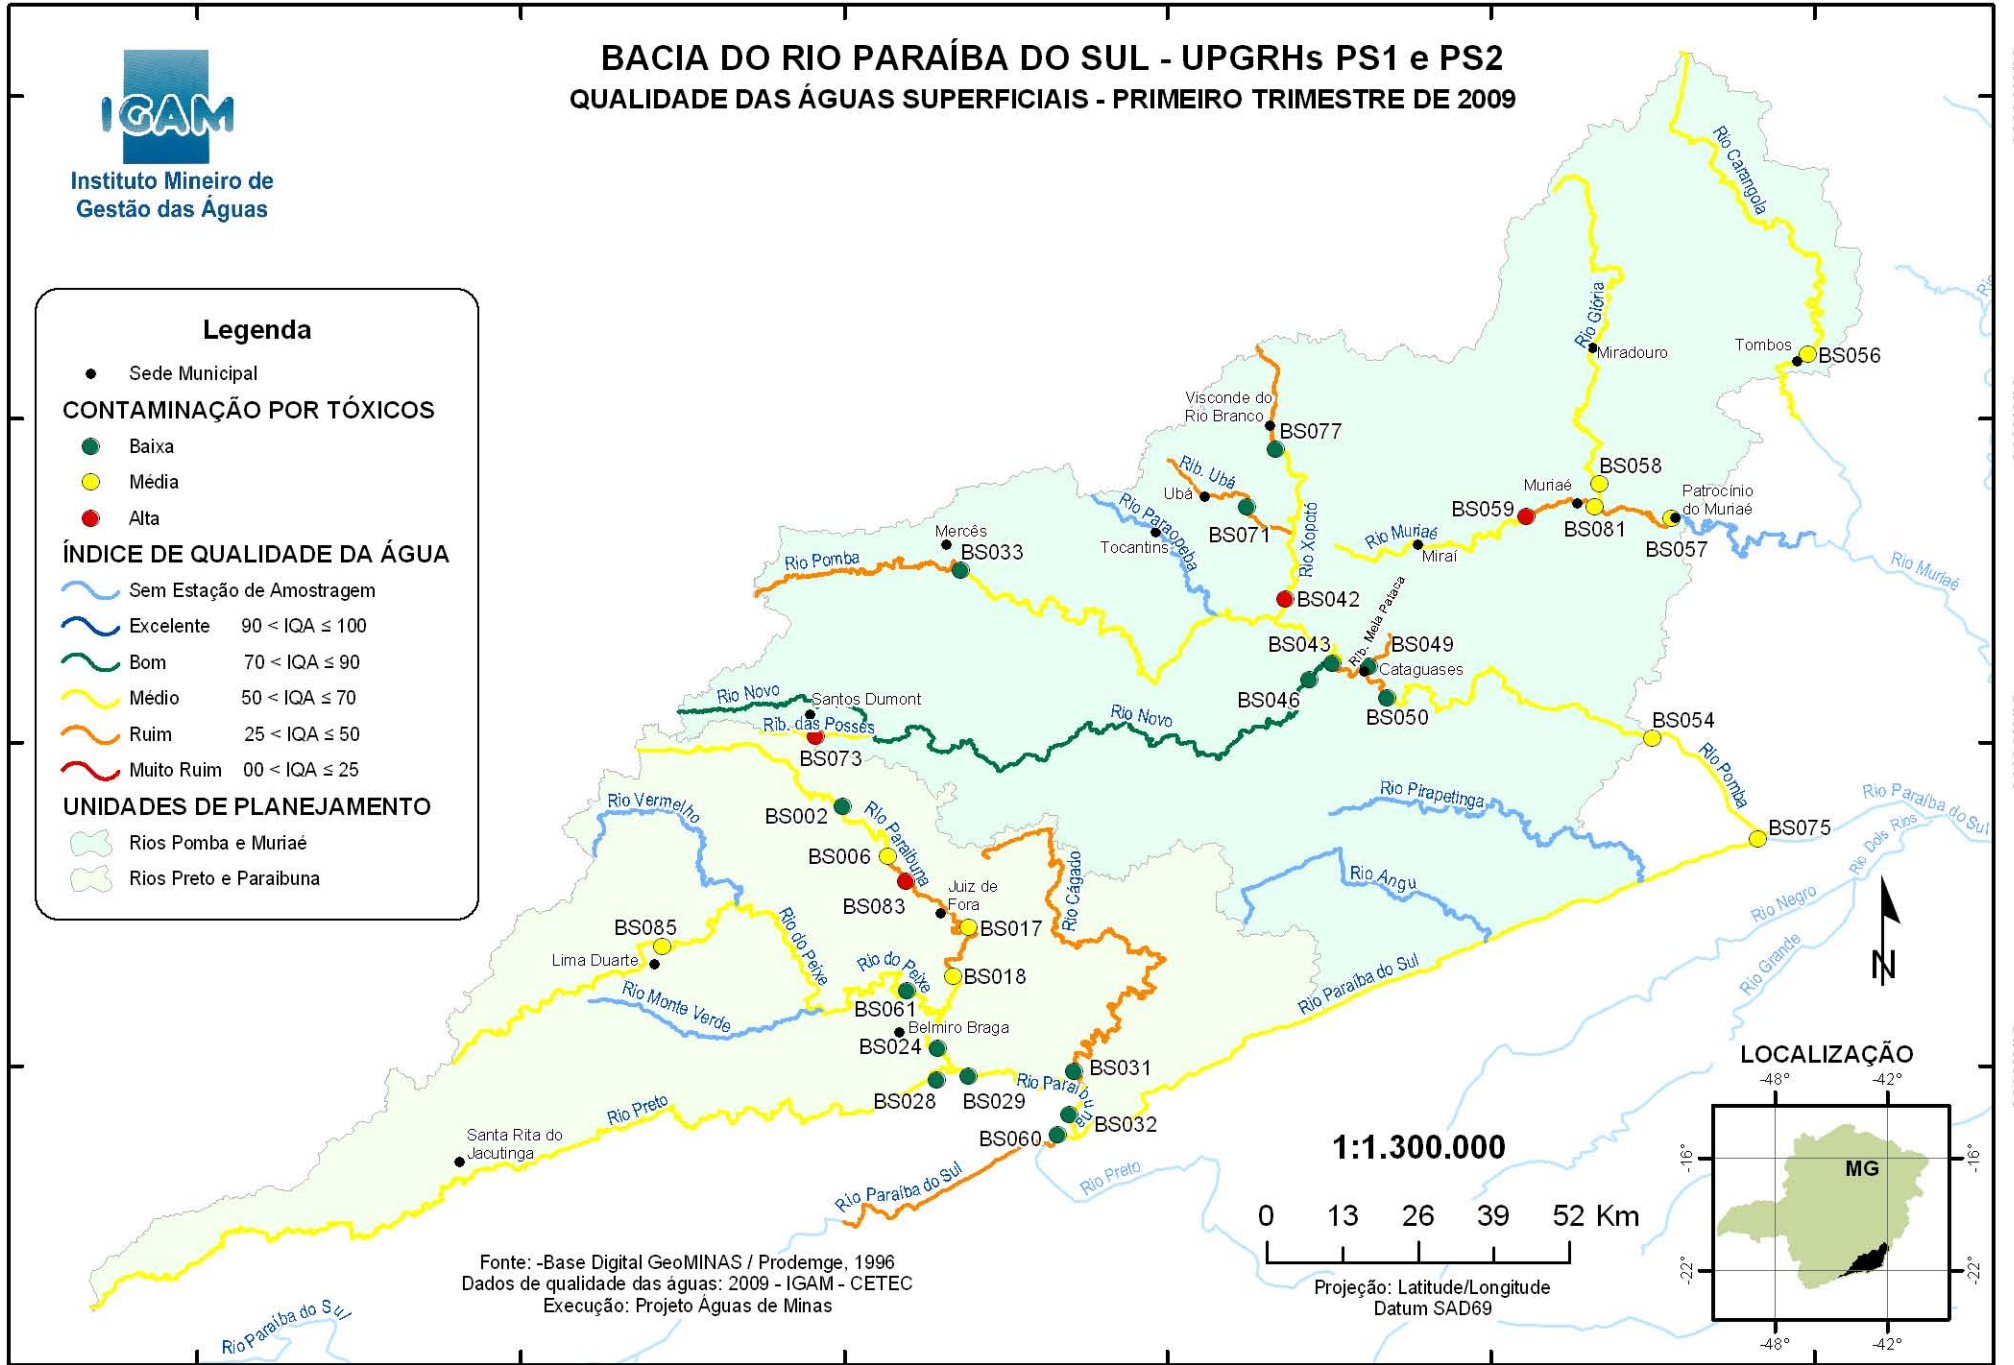 BACIA DO RIO PARAÍBA DO SUL - UPGRHs PS1 e PS2
QUALIDADE DAS ÁGUAS SUPERFICIAIS - PRIMEIRO TRIMESTRE DE 2009
IGAM
Instituto Mineiro de
Gestão das Águas
Legenda
Sede Municipal
CONTAMINAÇÃO POR TÓXICOS
Baixa
Média
Alta
ÍNDICE DE QUALIDADE DA ÁGUA
Sem Estação de Amostragem
Excelente 90 < IQA ≤ 100
Bom 70 < IQA ≤ 90
Médio 50 < IQA ≤ 70
Ruim 25 < IQA ≤ 50
Muito Ruim 00 < IQA ≤ 25
UNIDADES DE PLANEJAMENTO
Rios Pomba e Muriaé
Rios Preto e Paraibuna
Rio Carangola
Rio Glória
Miradouro
Tombos
BS056
Visconde do
Rio Branco
BS077
Rib. Ubá
Ubá
BS071
Rio Paraopeba
Tocantins
Rio Xopotó
BS058
Muriaé
BS059
BS081
Patrocínio
do Muriaé
BS057
Rio Muriaé
Miraí
Rio Muriaé
Mercês
BS033
Rio Pomba
BS042
Rib. Meia Pataca
BS043
BS049
Cataguases
BS046
BS050
Rio Novo
Santos Dumont
Rib. das Posses
BS073
Rio Novo
BS054
Rio Pomba
BS075
Rio Paraíba do Sul
Rio Dois Rios
Rio Negro
Rio Grande
Rio Pirapetinga
Rio Angu
Rio Vermelho
BS002
Rio Paraibuna
BS006
BS083
Juiz de
Fora
BS017
Rio Cágado
BS018
BS085
Lima Duarte
Rio do Peixe
Rio do Peixe
BS061
Rio Monte Verde
Belmiro Braga
BS024
BS028
BS029
Rio Paraibuna
BS031
BS032
BS060
Rio Paraíba do Sul
Rio Preto
Santa Rita do
Jacutinga
Rio Paraíba do Sul
Rio Preto
Rio Paraíba do Sul
N
LOCALIZAÇÃO
-48° -42°
-16° MG -16°
-22° -22°
-48° -42°
1:1.300.000
0 13 26 39 52 Km
Projeção: Latitude/Longitude
Datum SAD69
Fonte: -Base Digital GeoMINAS / Prodemge, 1996
Dados de qualidade das águas: 2009 - IGAM - CETEC
Execução: Projeto Águas de Minas